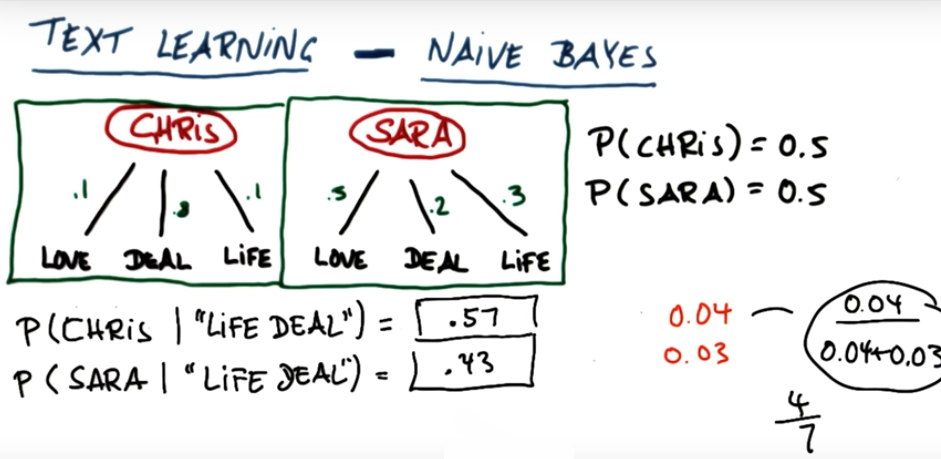 TEXT LEARNING - NAIVE BAYES
CHRIS
SARA
P(CHRIS) = 0.5
P(SARA) = 0.5
.1 .8 .1
.5 .2 .3
LOVE DEAL LIFE
LOVE DEAL LIFE
P(CHRIS | "LIFE DEAL") = .57
P(SARA | "LIFE DEAL") = .43
0.04
0.03
0.04
0.04+0.03
4
7